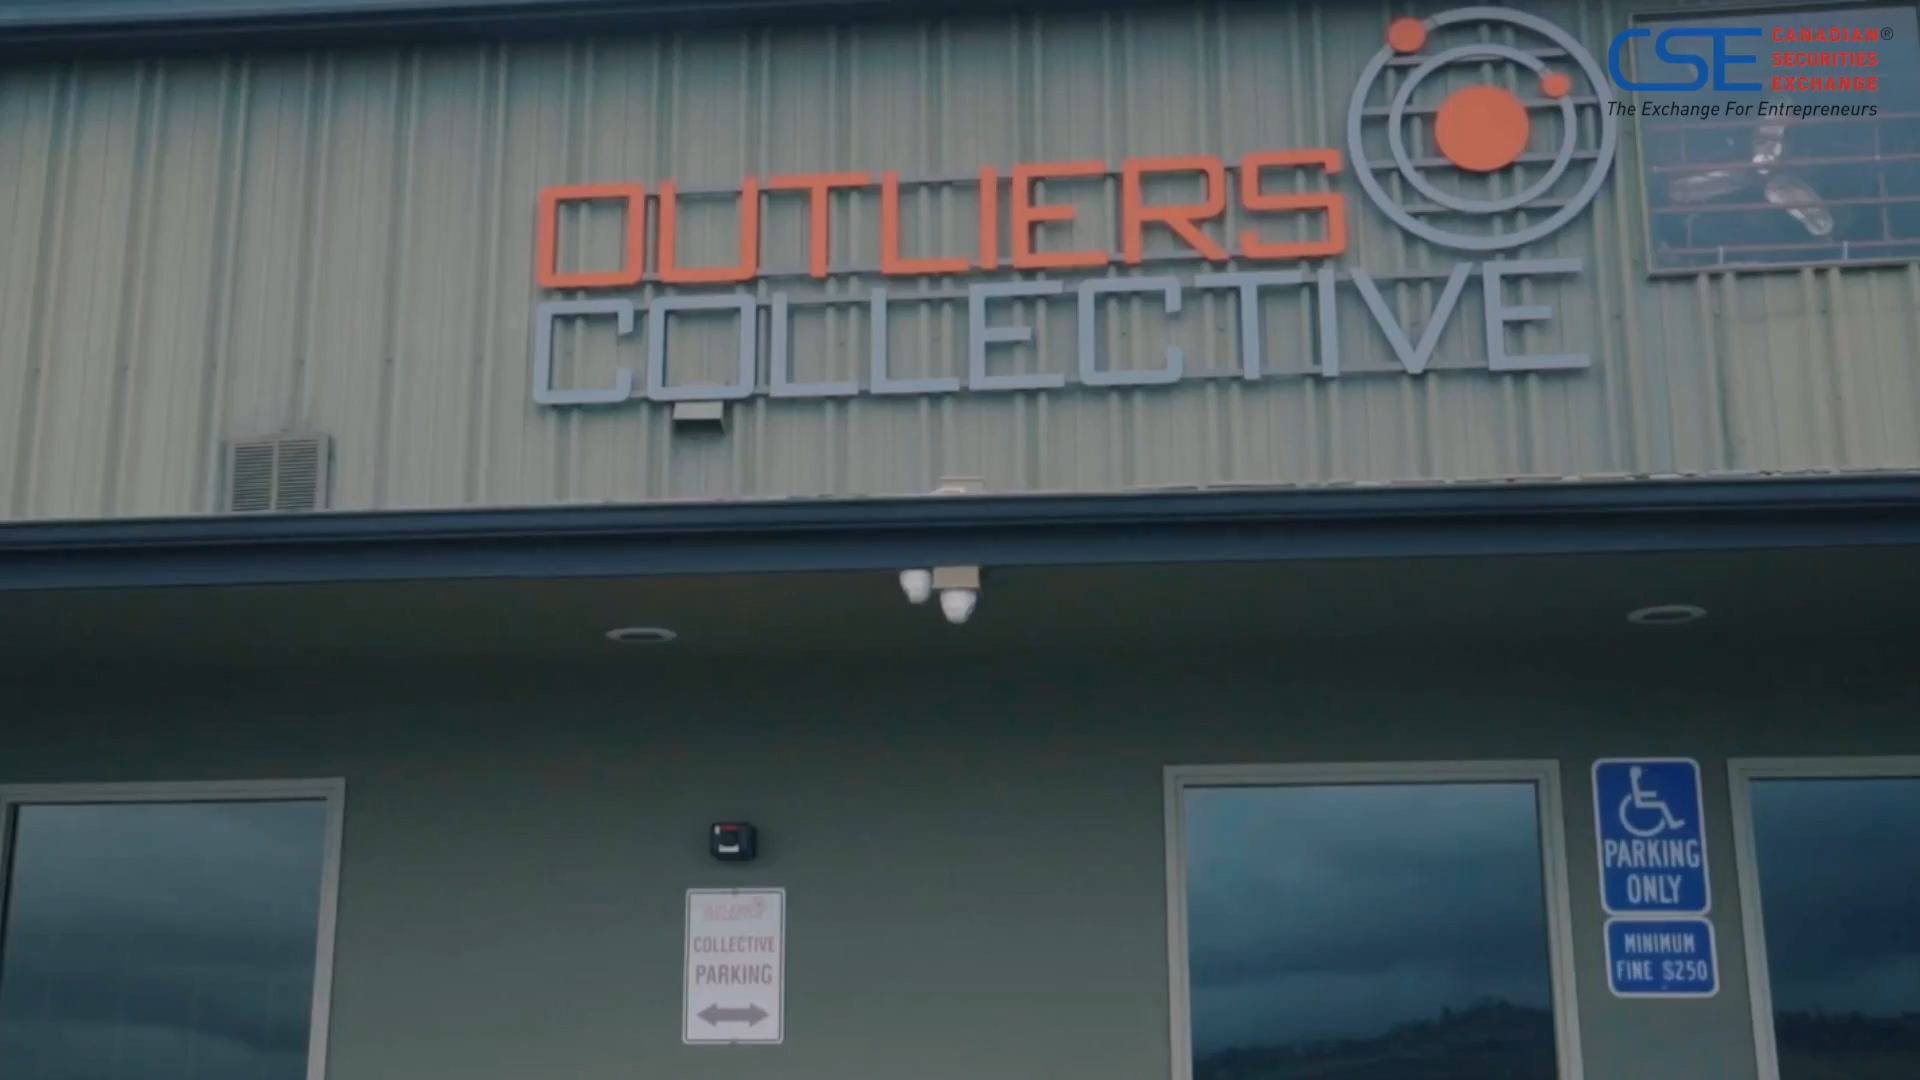 CSE CANADIAN®
SECURITIES
EXCHANGE
The Exchange For Entrepreneurs
OUTLIERS
COLLECTIVE
PARKING
ONLY
MINIMUM
FINE $250
COLLECTIVE
PARKING